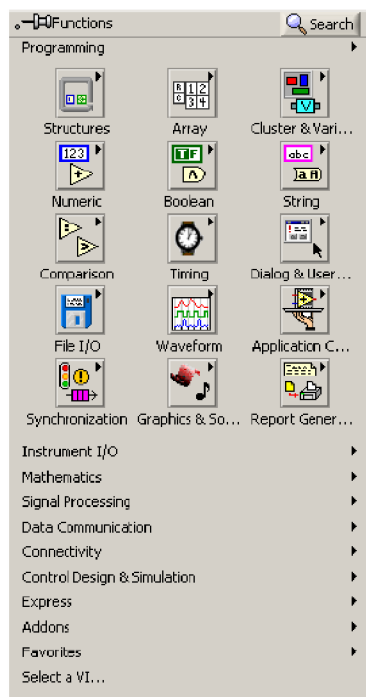 Functions Search
Programming
Structures Array Cluster & Vari...
123 TF abc
Numeric Boolean String
Comparison Timing Dialog & User...
File I/O Waveform Application C...
Synchronization Graphics & So... Report Gener...
Instrument I/O
Mathematics
Signal Processing
Data Communication
Connectivity
Control Design & Simulation
Express
Addons
Favorites
Select a VI...